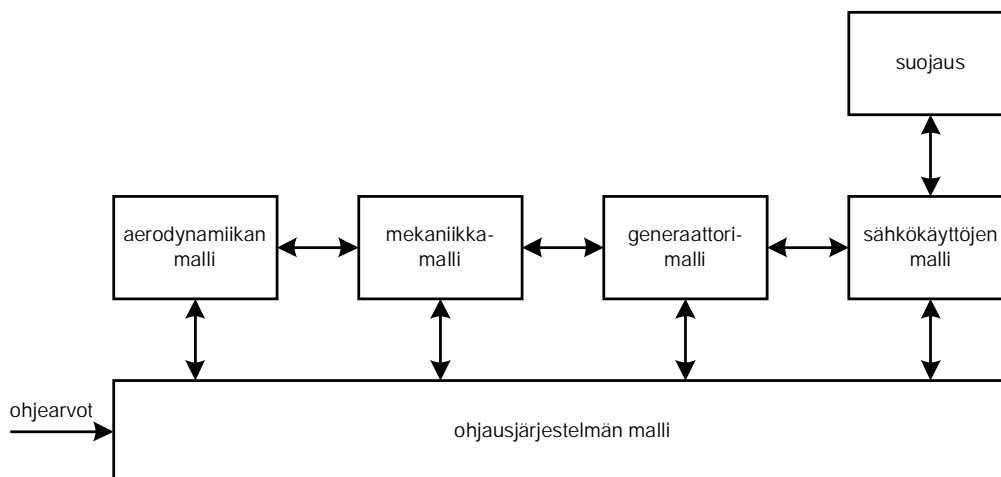 suojaus
aerodynamiikan
malli
mekaniikka-
malli
generaattori-
malli
sähkökäyttöjen
malli
ohjearvot
ohjausjärjestelmän malli